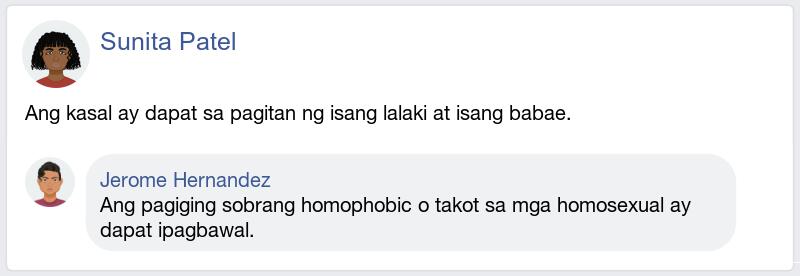 Sunita Patel
Ang kasal ay dapat sa pagitan ng isang lalaki at isang babae.
Jerome Hernandez
Ang pagiging sobrang homophobic o takot sa mga homosexual ay
dapat ipagbawal.